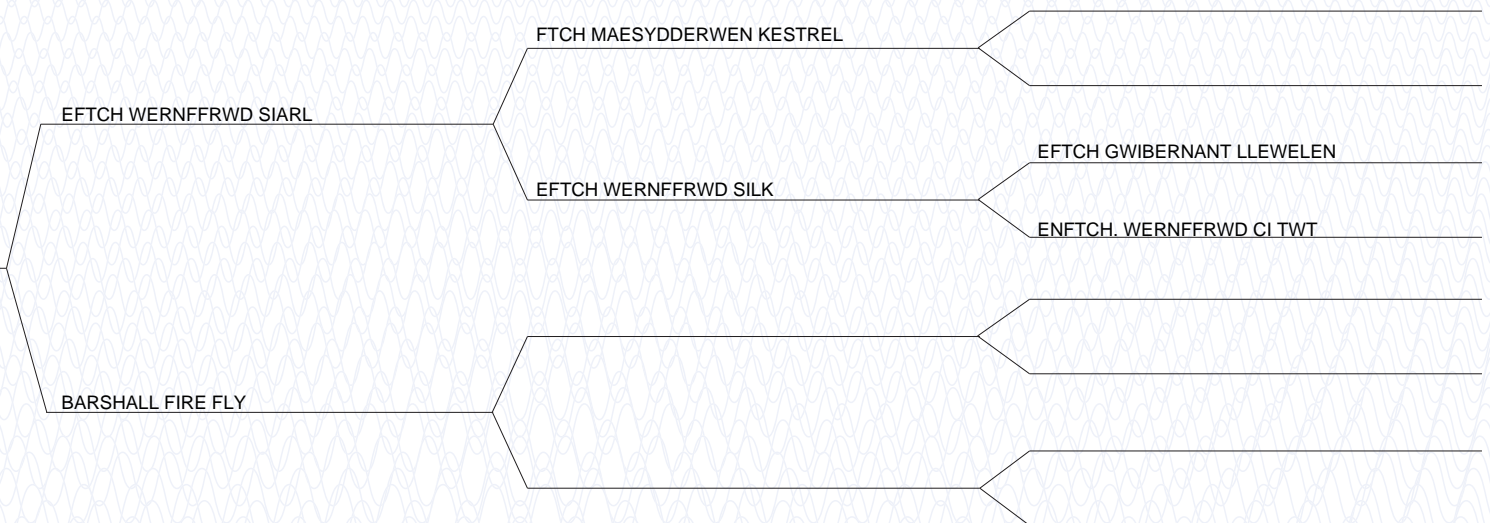 FTCH MAESYDDERWEN KESTREL
EFTCH WERNFFRWD SIARL
EFTCH GWIBERNANT LLEWELEN
EFTCH WERNFFRWD SILK
ENFTCH. WERNFFRWD CI TWT
BARSHALL FIRE FLY